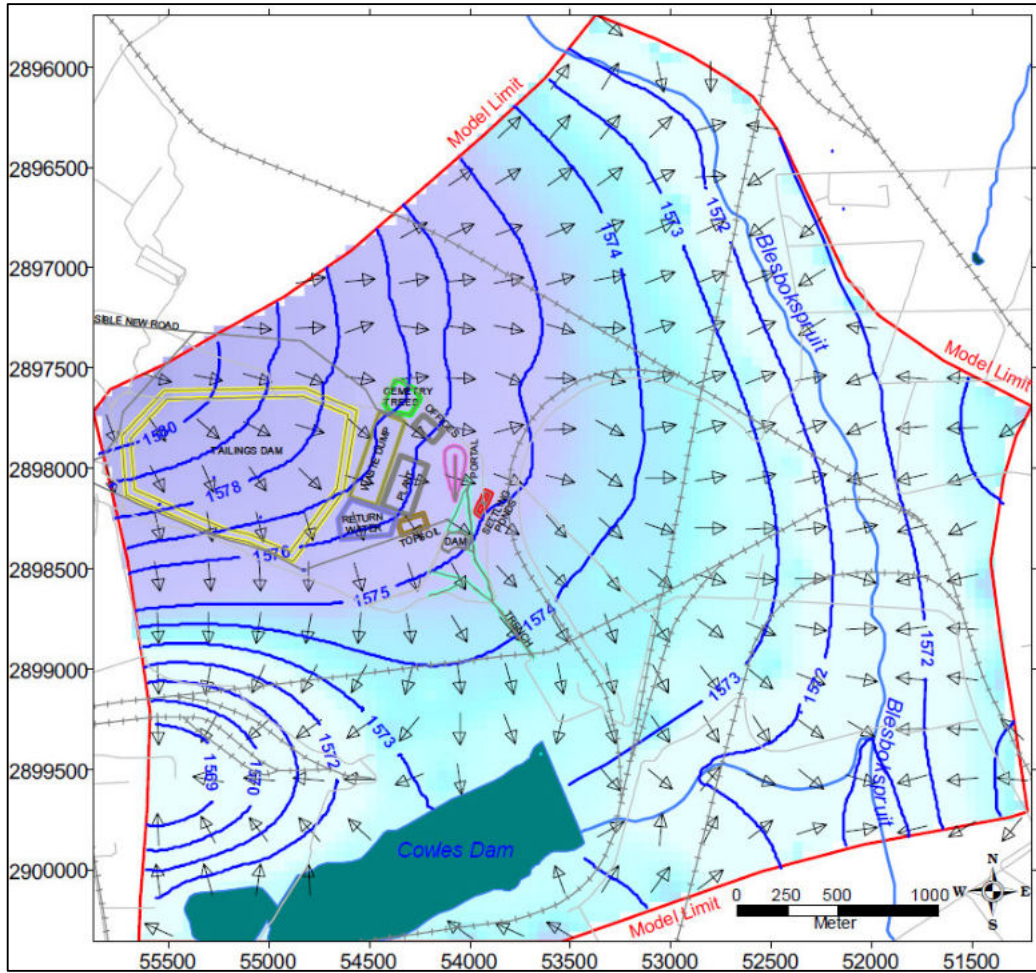 2896000
2896500
2897000
2897500
2898000
2898500
2899000
2899500
2900000
Model Limit
1572
1573
1574
Blesbokspruit
SIBLE NEW ROAD
Model Limit
CEMETRY
TREES
OFFICES
1580
TAILINGS DAM
WASTE DUMP
PLANT
PORTAL
1578
RETURN
WATER
SETTLING
PONDS
TOPSOIL
DAM
1576
1575
1574
TRENCH
1573
1572
1572
1573
1572
1570
1569
Blesbokspruit
Cowles Dam
Model Limit
N
W
E
S
0 250 500 1000
Meter
55500 55000 54500 54000 53500 53000 52500 52000 51500